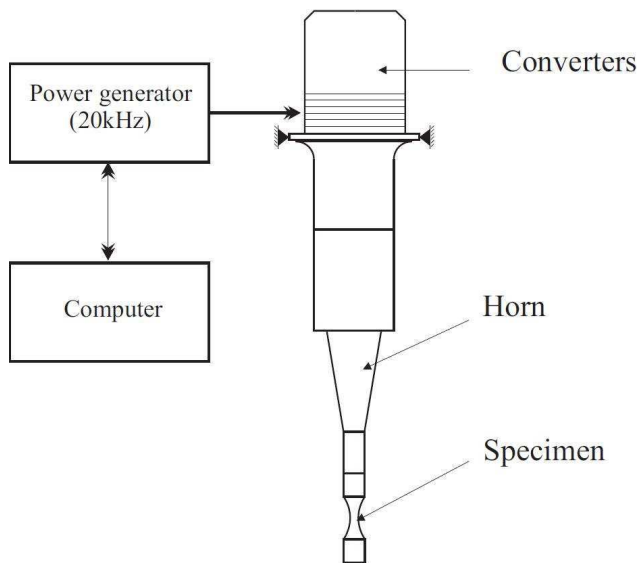 Converters
Power generator
(20kHz)
Computer
Horn
Specimen